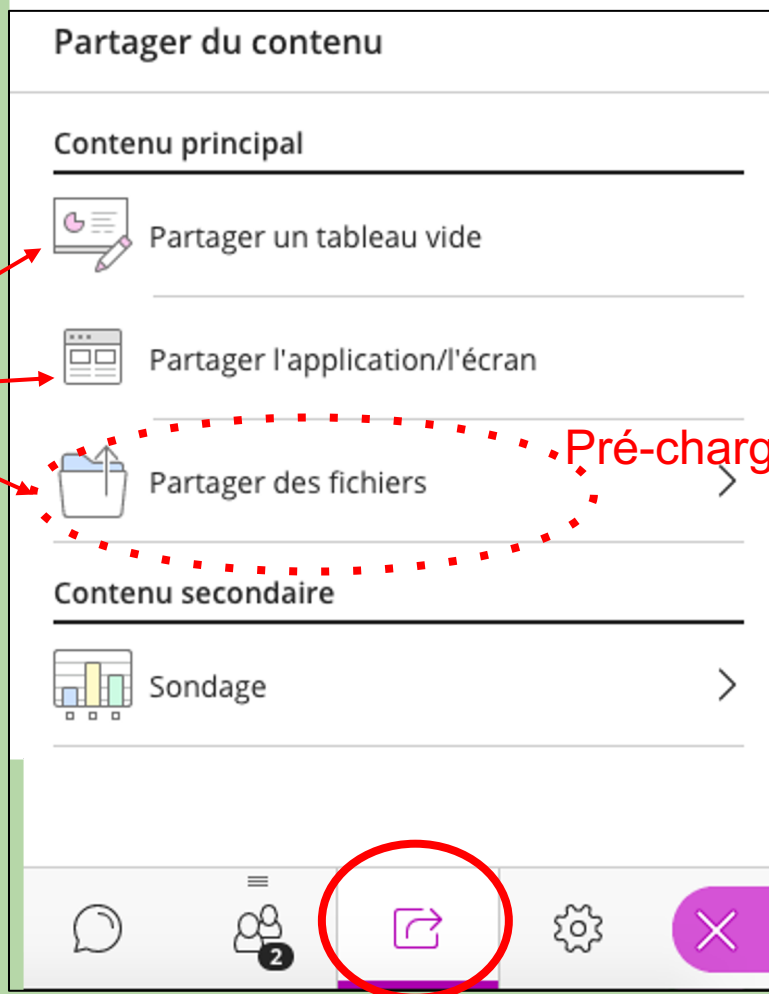 Partager du contenu
Contenu principal
Partager un tableau vide
Partager l'application/l'écran
Pré-charg
Partager des fichiers
Contenu secondaire
Sondage
2